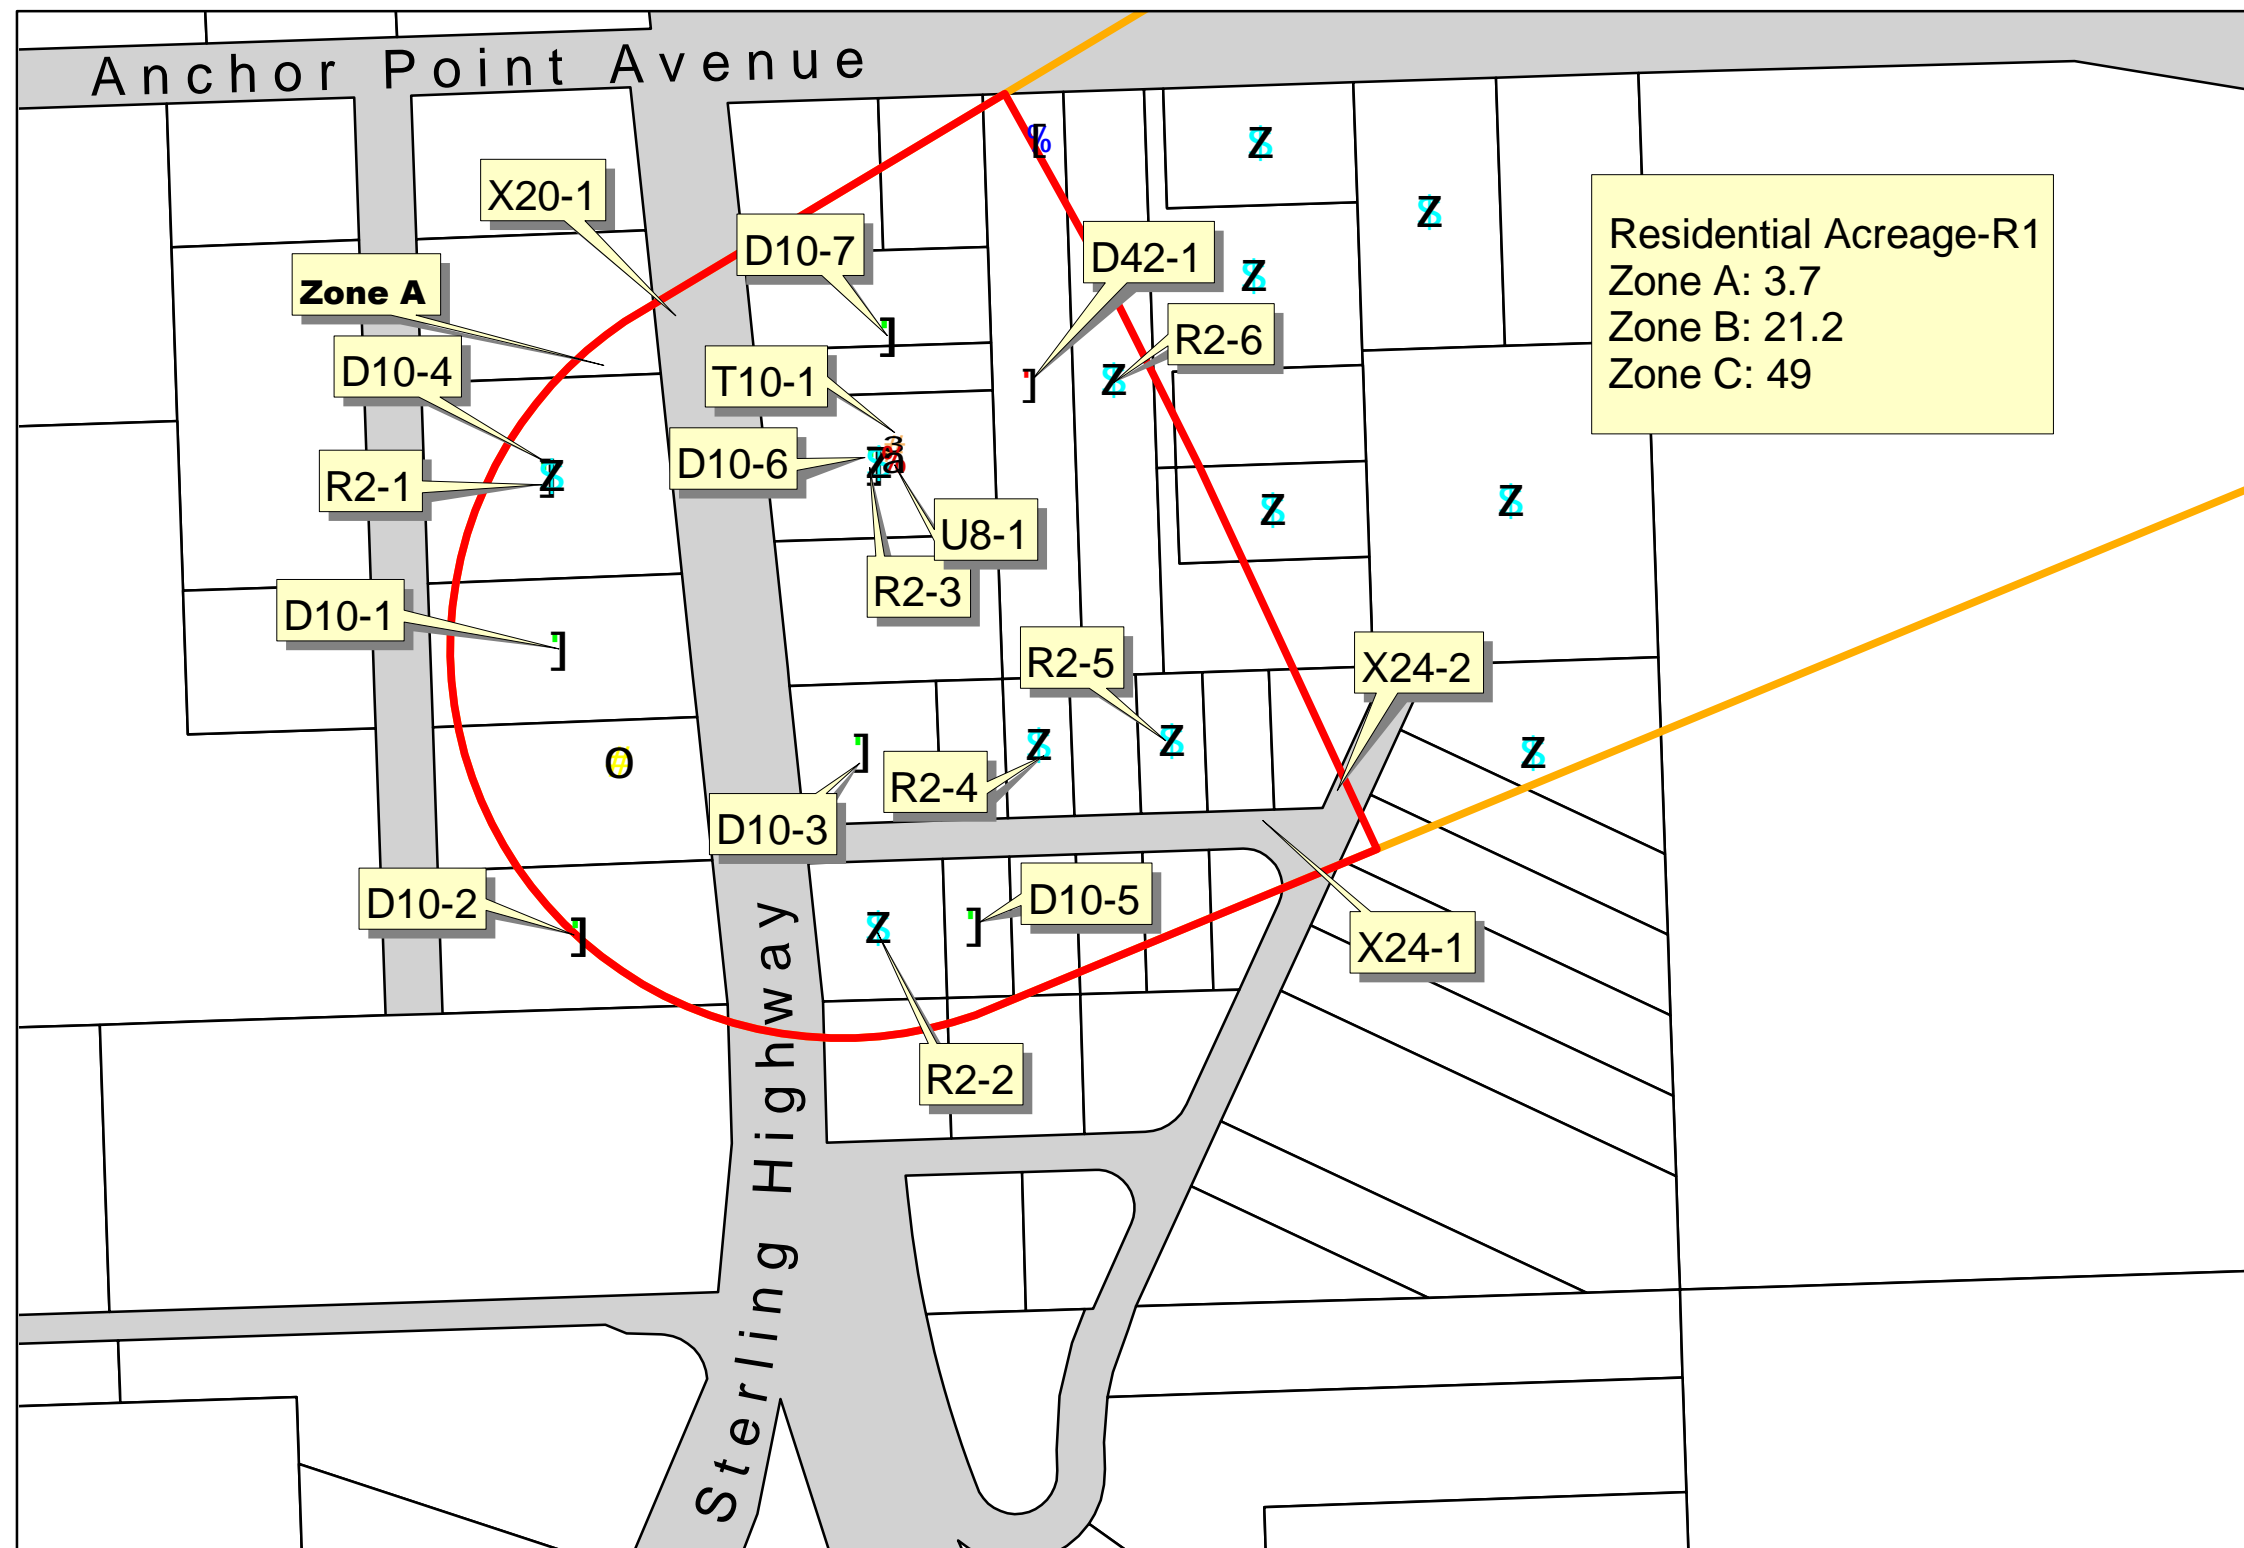 Anchor Point Avenue
X20-1
D10-7
D42-1
Residential Acreage-R1
Zone A: 3.7
Zone B: 21.2
Zone C: 49
Zone A
R2-6
D10-4
T10-1
D10-6
R2-1
U8-1
R2-3
D10-1
R2-5
X24-2
R2-4
D10-3
D10-2
D10-5
X24-1
R2-2
Sterling Highway